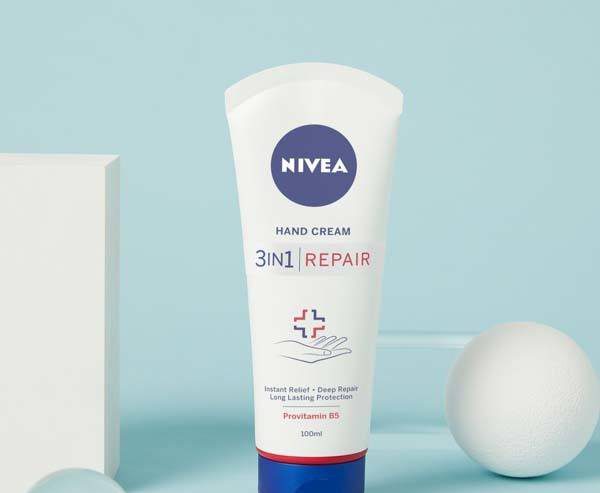 NIVEA
HAND CREAM
3IN1 REPAIR
Instant Relief • Deep Repair
Long Lasting Protection
Provitamin B5
100ml